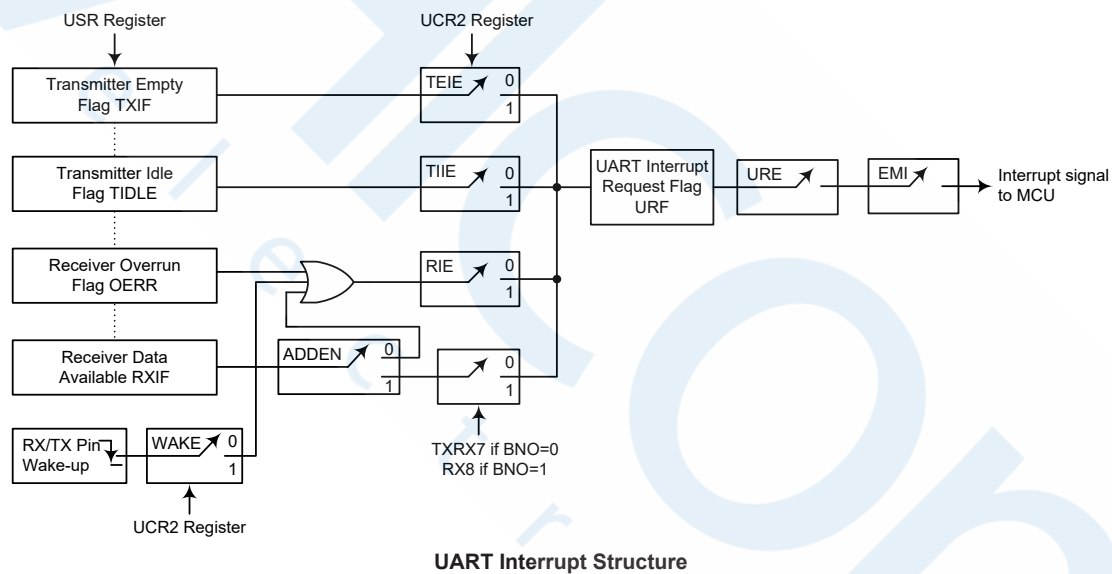 USR Register
UCR2 Register
Transmitter Empty
Flag TXIF
TEIE
0
1
Transmitter Idle
Flag TIDLE
TIIE
0
1
UART Interrupt
Request Flag
URF
URE
EMI
Interrupt signal
to MCU
Receiver Overrun
Flag OERR
RIE
0
1
Receiver Data
Available RXIF
ADDEN
0
1
0
1
RX/TX Pin
Wake-up
WAKE
0
1
TXRX7 if BNO=0
RX8 if BNO=1
UCR2 Register
UART Interrupt Structure